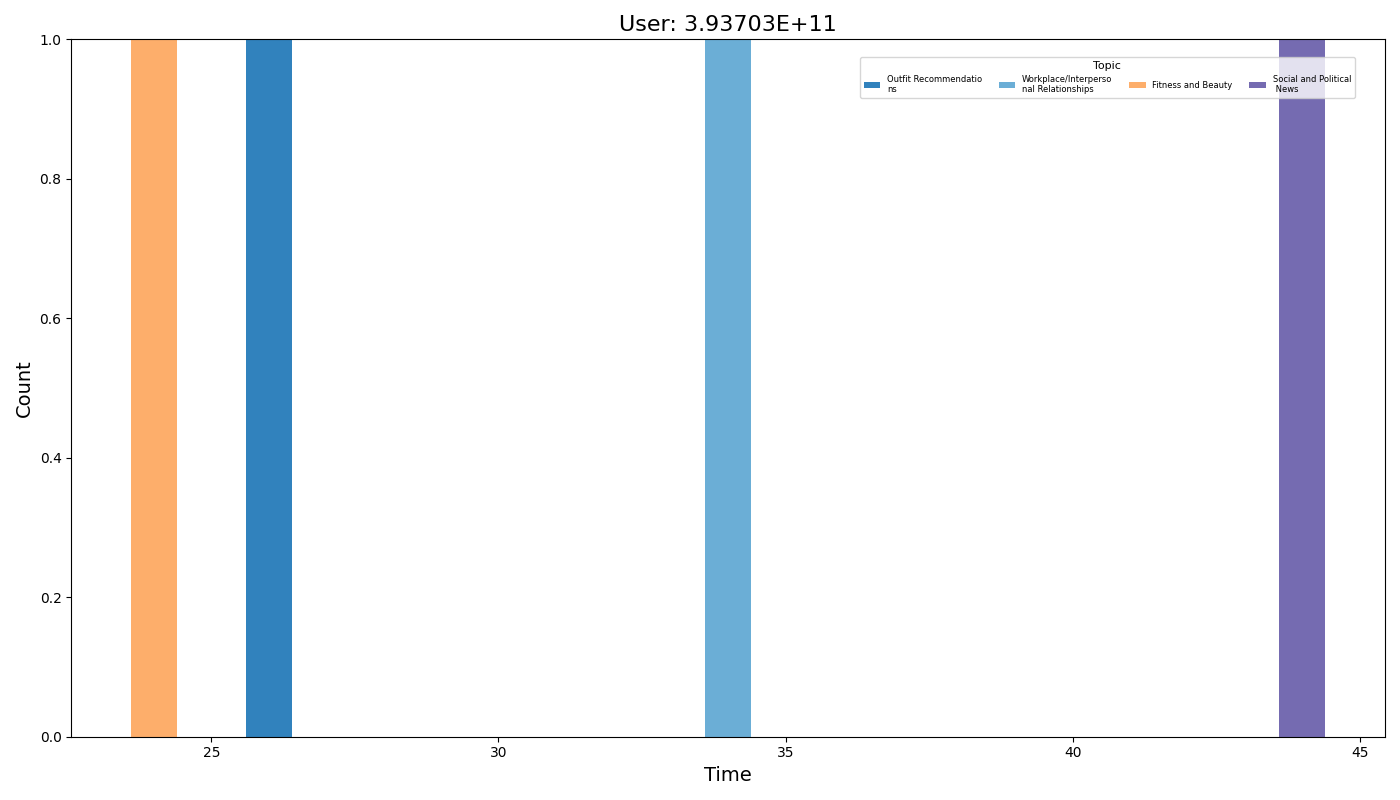 User: 3.93703E+11
1.0
0.8
0.6
0.4
0.2
0.0
Count
Topic
Outfit Recommendatio
ns
Workplace/Interperso
nal Relationships
Fitness and Beauty
Social and Political
News
25
30
35
40
45
Time